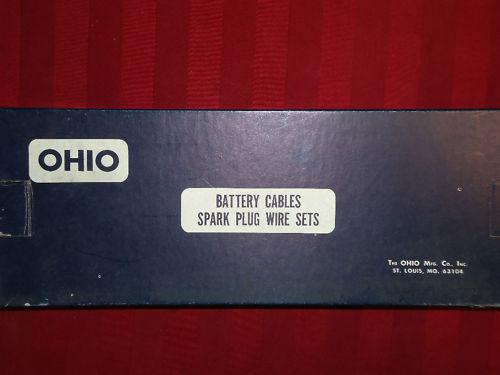 OHIO
BATTERY CABLES
SPARK PLUG WIRE SETS
The OHIO Mfg. Co., Inc.
ST. LOUIS, MO. 63104